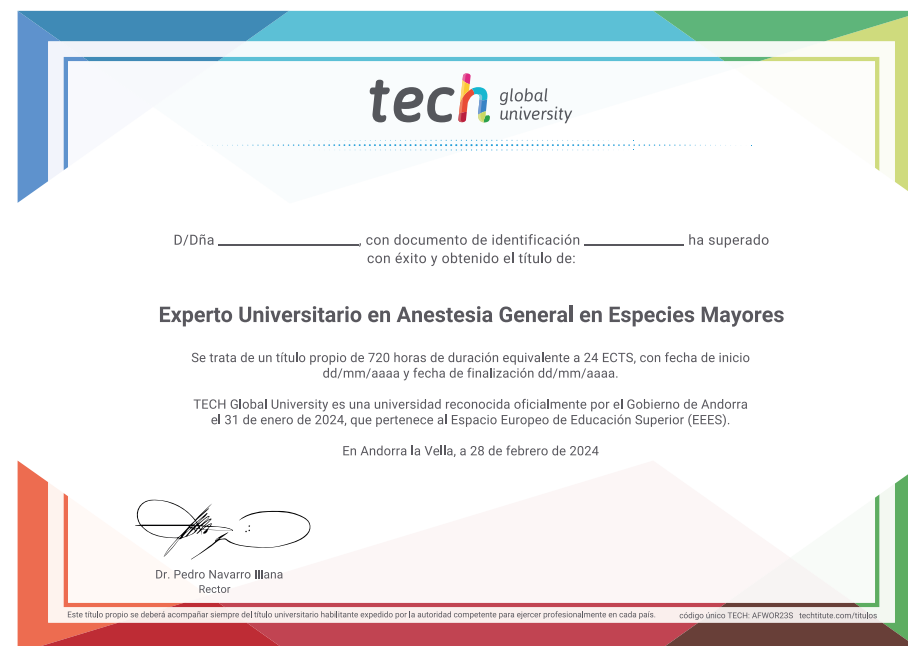 tech global university
D/Dña ____________________, con documento de identificación ______________ ha superado
con éxito y obtenido el título de:
Experto Universitario en Anestesia General en Especies Mayores
Se trata de un título propio de 720 horas de duración equivalente a 24 ECTS, con fecha de inicio
dd/mm/aaaa y fecha de finalización dd/mm/aaaa.
TECH Global University es una universidad reconocida oficialmente por el Gobierno de Andorra
el 31 de enero de 2024, que pertenece al Espacio Europeo de Educación Superior (EEES).
En Andorra la Vella, a 28 de febrero de 2024
Dr. Pedro Navarro Illana
Rector
Este título propio se deberá acompañar siempre del título universitario habilitante expedido por la autoridad competente para ejercer profesionalmente en cada país. código único TECH: AFWOR23S techtitute.com/titulos